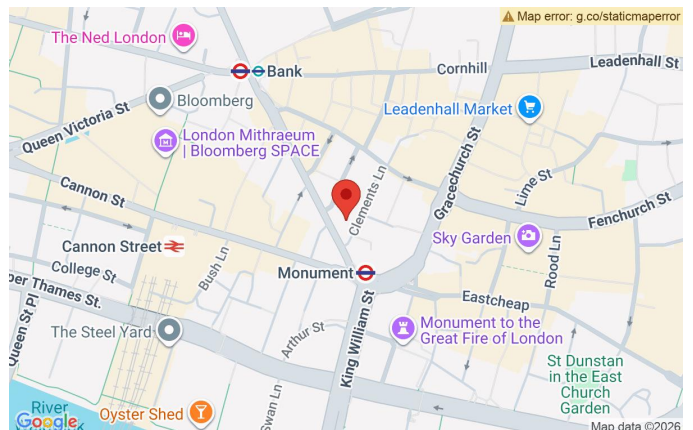 Map error: g.co/staticmaperror
The Ned London
Bank
Cornhill
Leadenhall St
Bloomberg
Leadenhall Market
Queen Victoria St
London Mithraeum
| Bloomberg SPACE
Clements Ln
Gracechurch St
Lime St
Cannon St
Fenchurch St
Sky Garden
Rood Ln
Cannon Street
Bush Ln
College St
Monument
Eastcheap
per Thames St.
Queen St Pl
The Steel Yard
Arthur St
King William St
Monument to the
Great Fire of London
St Dunstan
in the East
Church
Garden
Swan Ln
Oyster Shed
River
Google
Map data ©2026